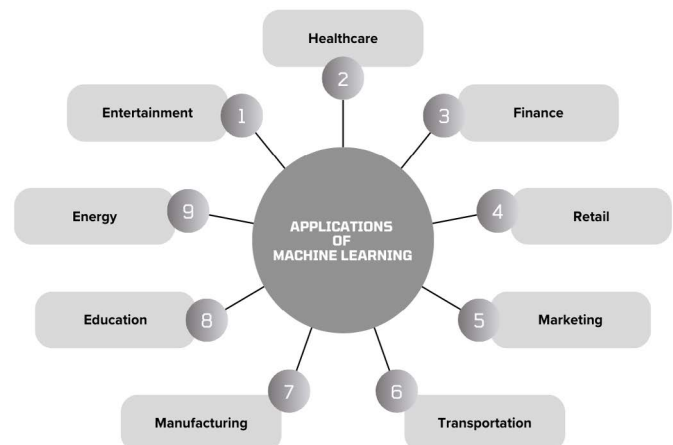 Healthcare
2
Entertainment 1
3 Finance
Energy 9
APPLICATIONS
OF
MACHINE LEARNING
4 Retail
Education 8
5 Marketing
7
Manufacturing
6
Transportation